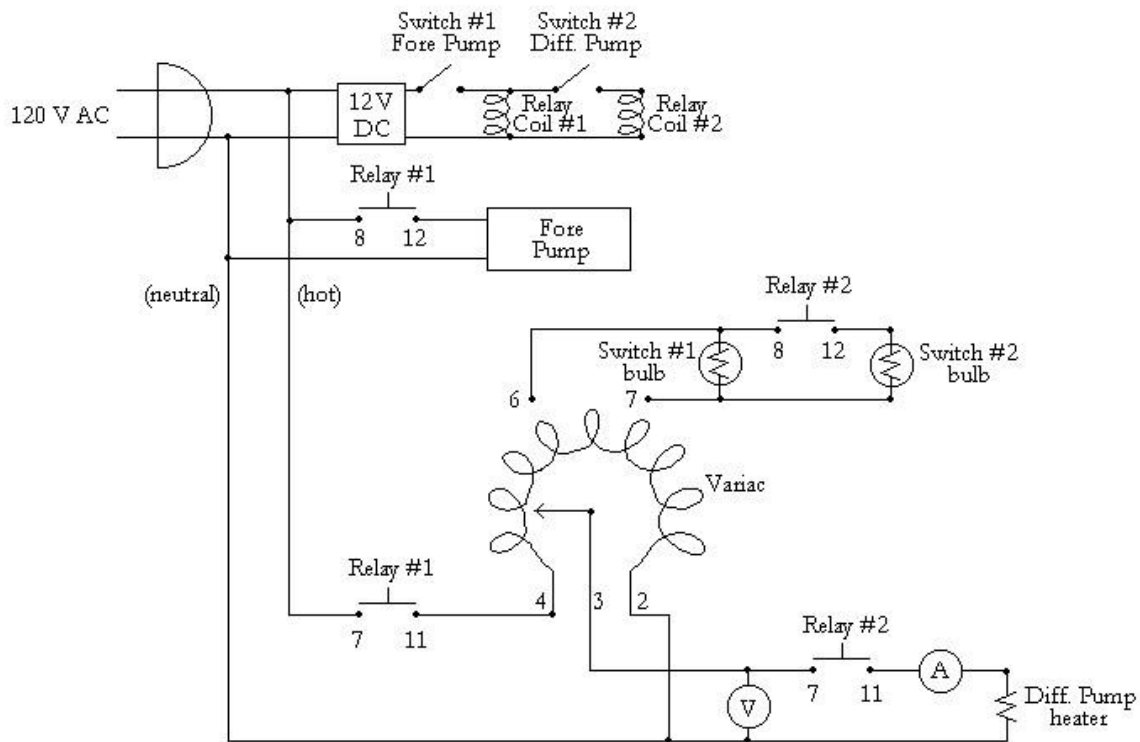 Switch #1
Fore Pump
Switch #2
Diff. Pump
120 V AC
12 V
DC
Relay
Coil #1
Relay
Coil #2
Relay #1
8
12
Fore
Pump
(neutral)
(hot)
Relay #2
8
12
Switch #1
bulb
Switch #2
bulb
6
7
Variac
Relay #1
7
11
4
3
2
Relay #2
7
11
A
V
Diff. Pump
heater